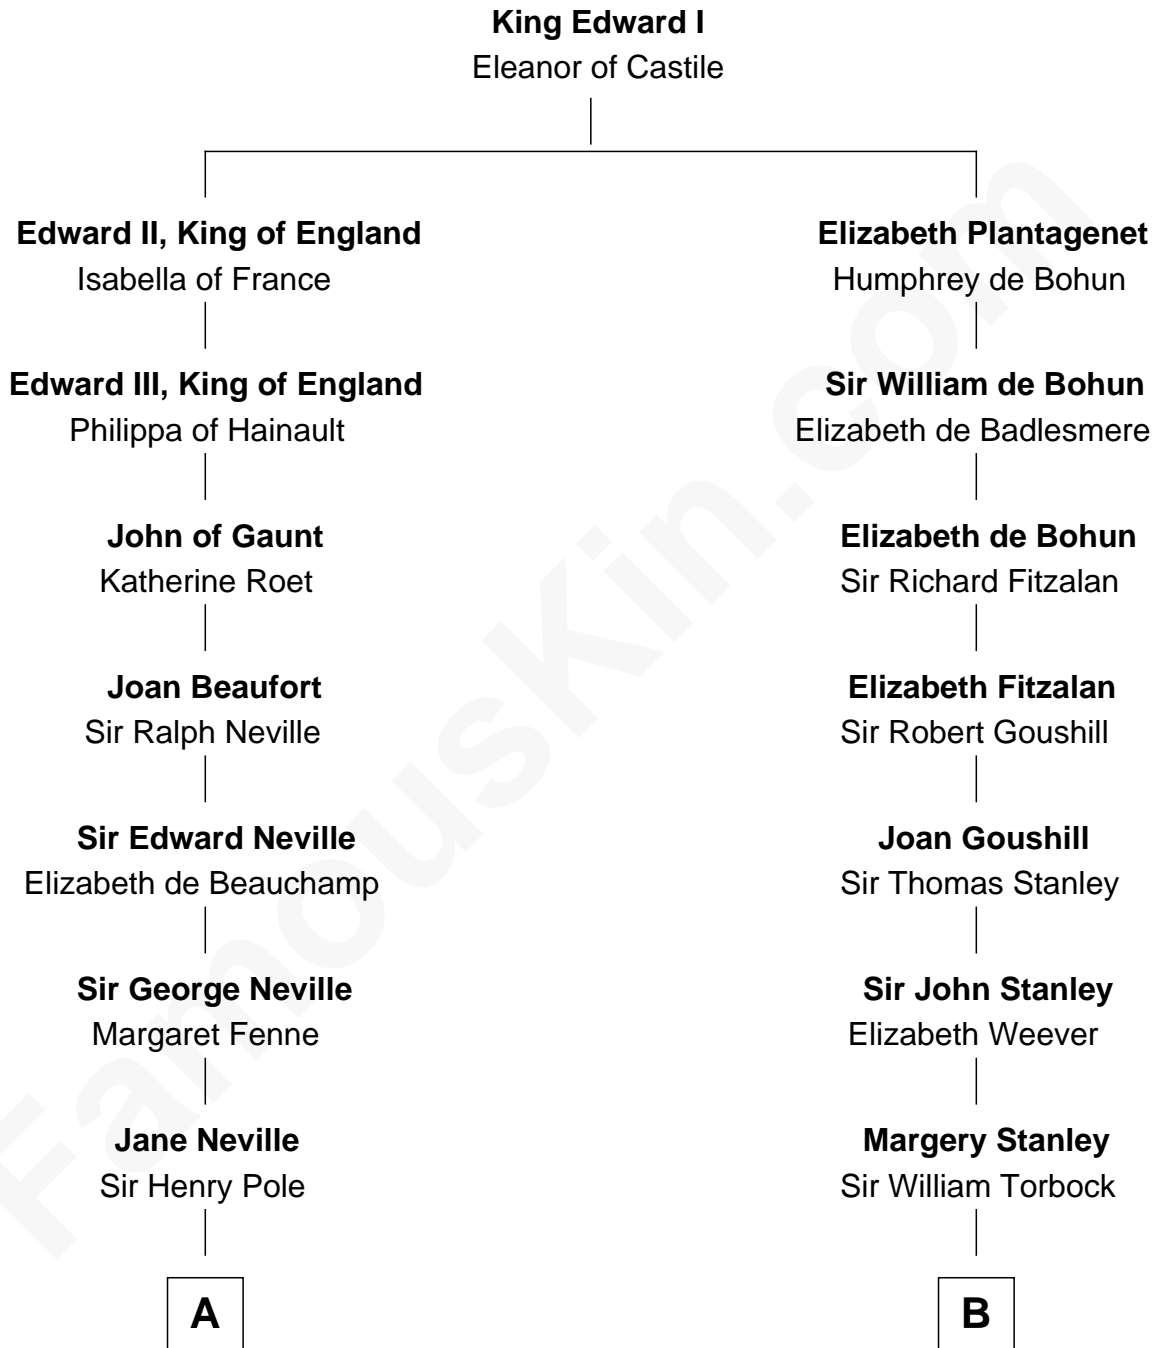 King Edward I
Eleanor of Castile
Edward II, King of England
Isabella of France
Elizabeth Plantagenet
Humphrey de Bohun
Edward III, King of England
Philippa of Hainault
Sir William de Bohun
Elizabeth de Badlesmere
John of Gaunt
Katherine Roet
Elizabeth de Bohun
Sir Richard Fitzalan
Joan Beaufort
Sir Ralph Neville
Elizabeth Fitzalan
Sir Robert Goushill
Sir Edward Neville
Elizabeth de Beauchamp
Joan Goushill
Sir Thomas Stanley
Sir George Neville
Margaret Fenne
Sir John Stanley
Elizabeth Weever
Jane Neville
Sir Henry Pole
Margery Stanley
Sir William Torbock
A
B
FamousKin.com